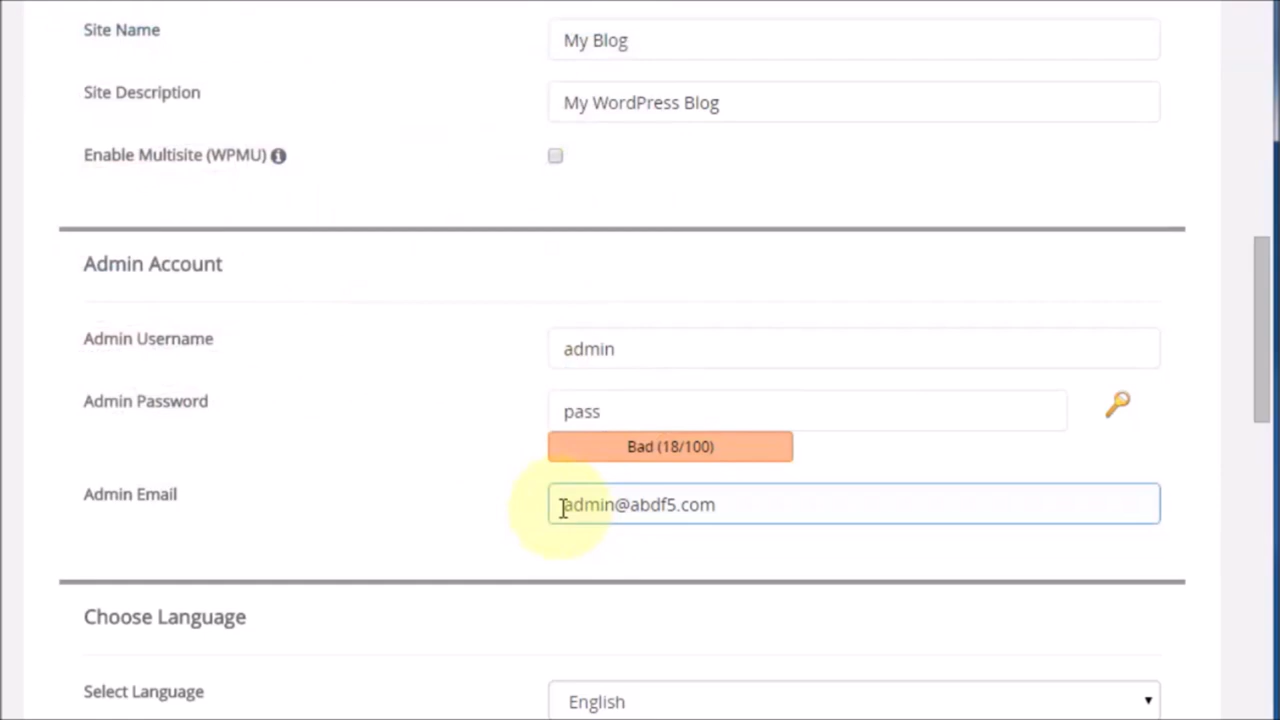 Site Name
My Blog
Site Description
My WordPress Blog
Enable Multisite (WPMU)
Admin Account
Admin Username
admin
Admin Password
pass
Bad (18/100)
Admin Email
admin@abdf5.com
Choose Language
Select Language
English